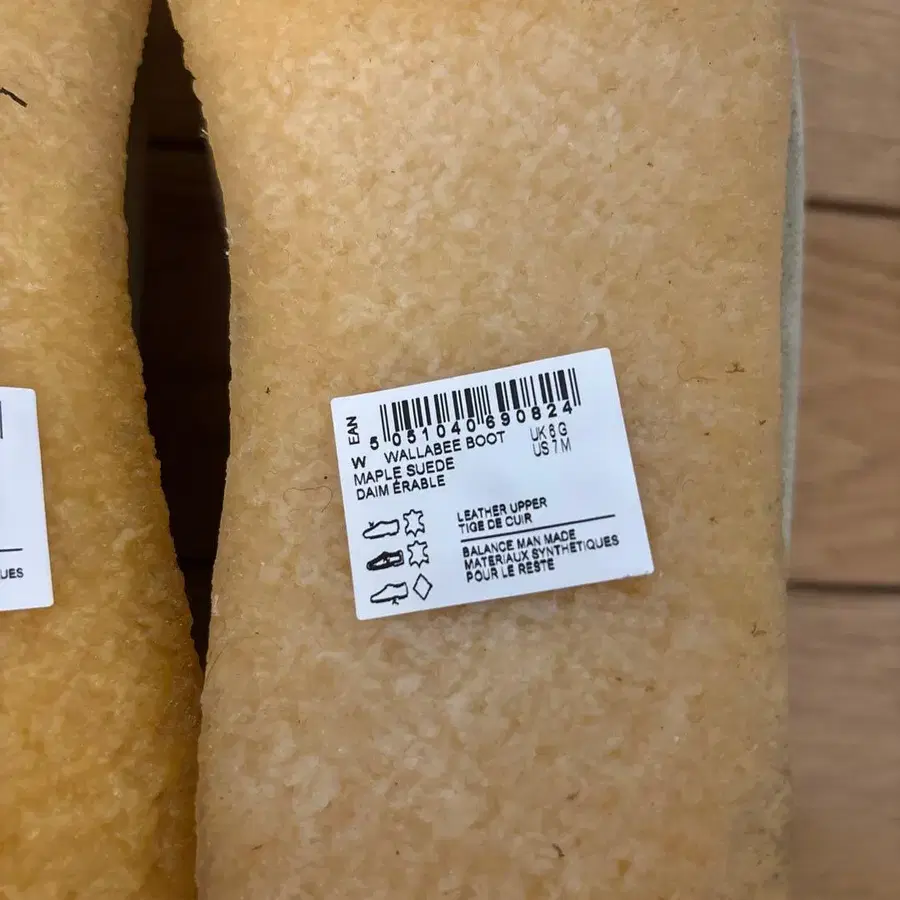 EAN
5 051040 690824
W WALLABEE BOOT UK 6 G
MAPLE SUEDE US 7 M
DAIM ÉRABLE
LEATHER UPPER
TIGE DE CUIR
BALANCE MAN MADE
MATERIAUX SYNTHETIQUES
POUR LE RESTE
UES